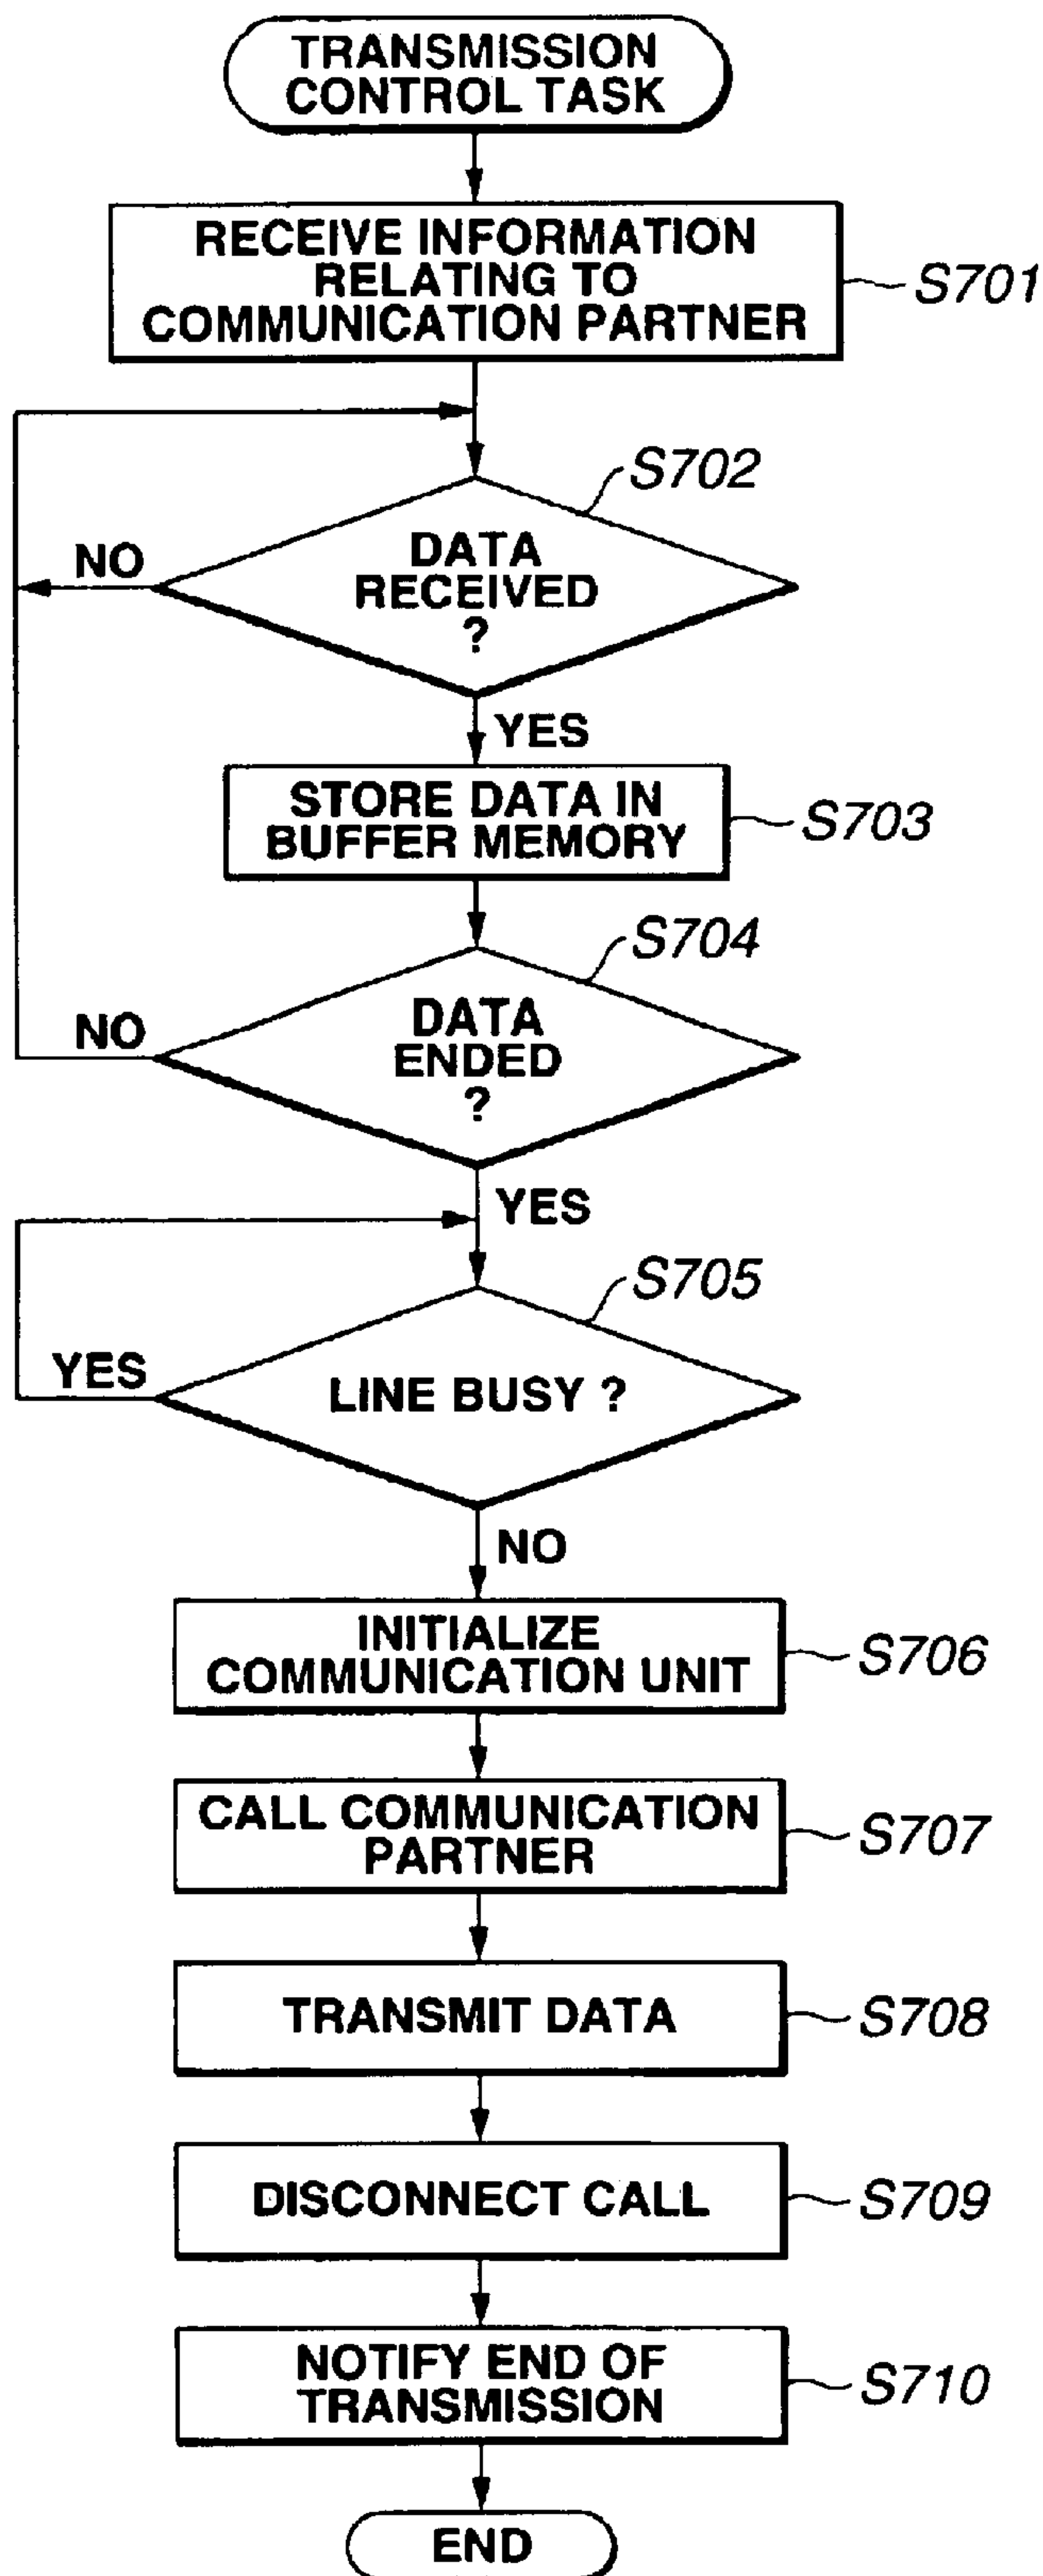 TRANSMISSION
CONTROL TASK
RECEIVE INFORMATION
RELATING TO
COMMUNICATION PARTNER
S701
S702
DATA
RECEIVED
?
NO
YES
STORE DATA IN
BUFFER MEMORY
S703
S704
DATA
ENDED
?
NO
YES
S705
LINE BUSY ?
YES
NO
INITIALIZE
COMMUNICATION UNIT
S706
CALL COMMUNICATION
PARTNER
S707
TRANSMIT DATA
S708
DISCONNECT CALL
S709
NOTIFY END OF
TRANSMISSION
S710
END